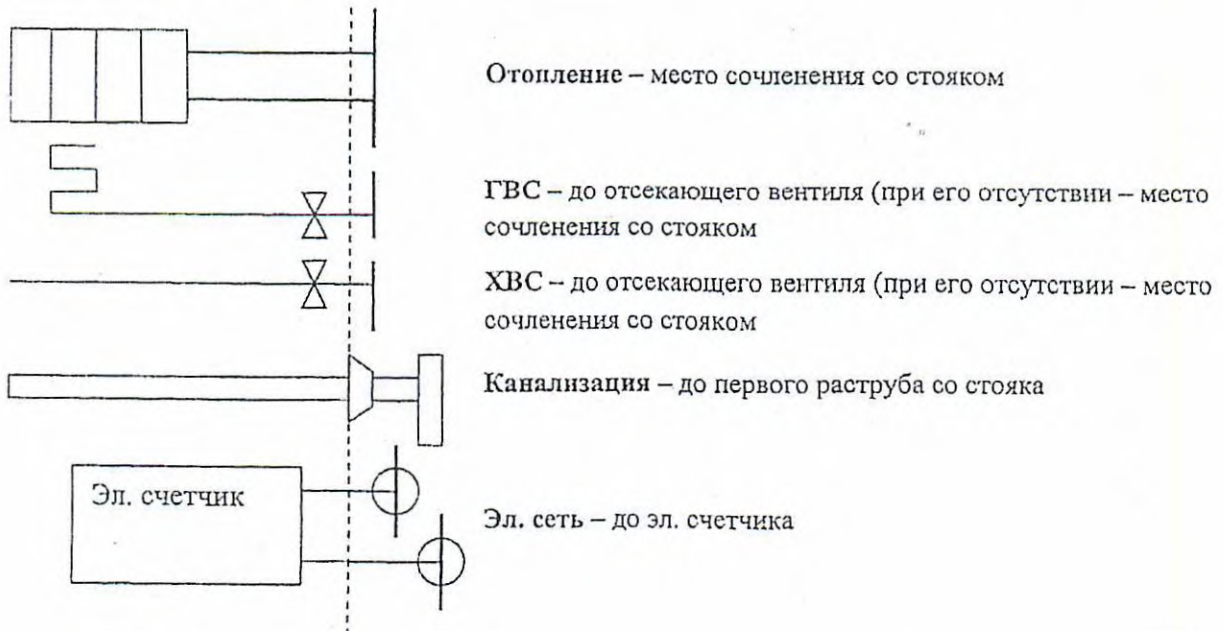 Отопление – место сочленения со стояком
ГВС – до отсекающего вентиля (при его отсутствии – место
сочленения со стояком
ХВС – до отсекающего вентиля (при его отсутствии – место
сочленения со стояком
Канализация – до первого раструба со стояка
Эл. счетчик
Эл. сеть – до эл. счетчика